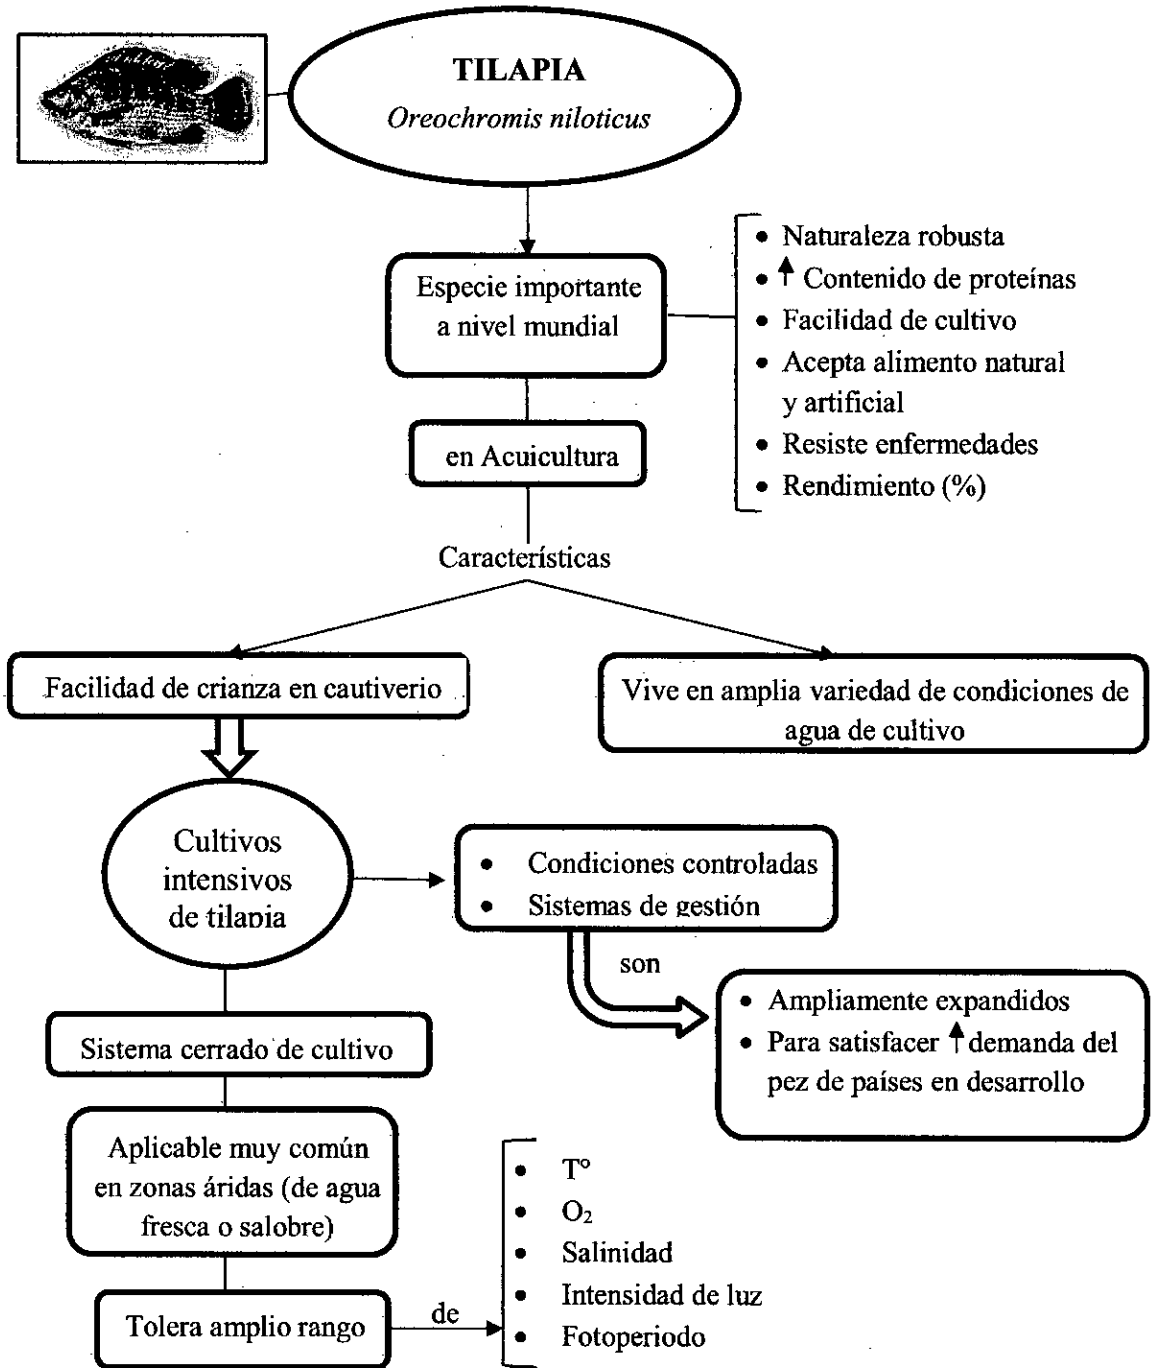 TILAPIA
Oreochromis niloticus
Especie importante
a nivel mundial
• Naturaleza robusta
• ↑ Contenido de proteínas
• Facilidad de cultivo
• Acepta alimento natural
y artificial
• Resiste enfermedades
• Rendimiento (%)
en Acuicultura
Características
Facilidad de crianza en cautiverio
Vive en amplia variedad de condiciones de
agua de cultivo
Cultivos
intensivos
de tilapia
• Condiciones controladas
• Sistemas de gestión
son
• Ampliamente expandidos
• Para satisfacer ↑ demanda del
pez de países en desarrollo
Sistema cerrado de cultivo
Aplicable muy común
en zonas áridas (de agua
fresca o salobre)
Tolera amplio rango
de
• Tº
• O₂
• Salinidad
• Intensidad de luz
• Fotoperiodo